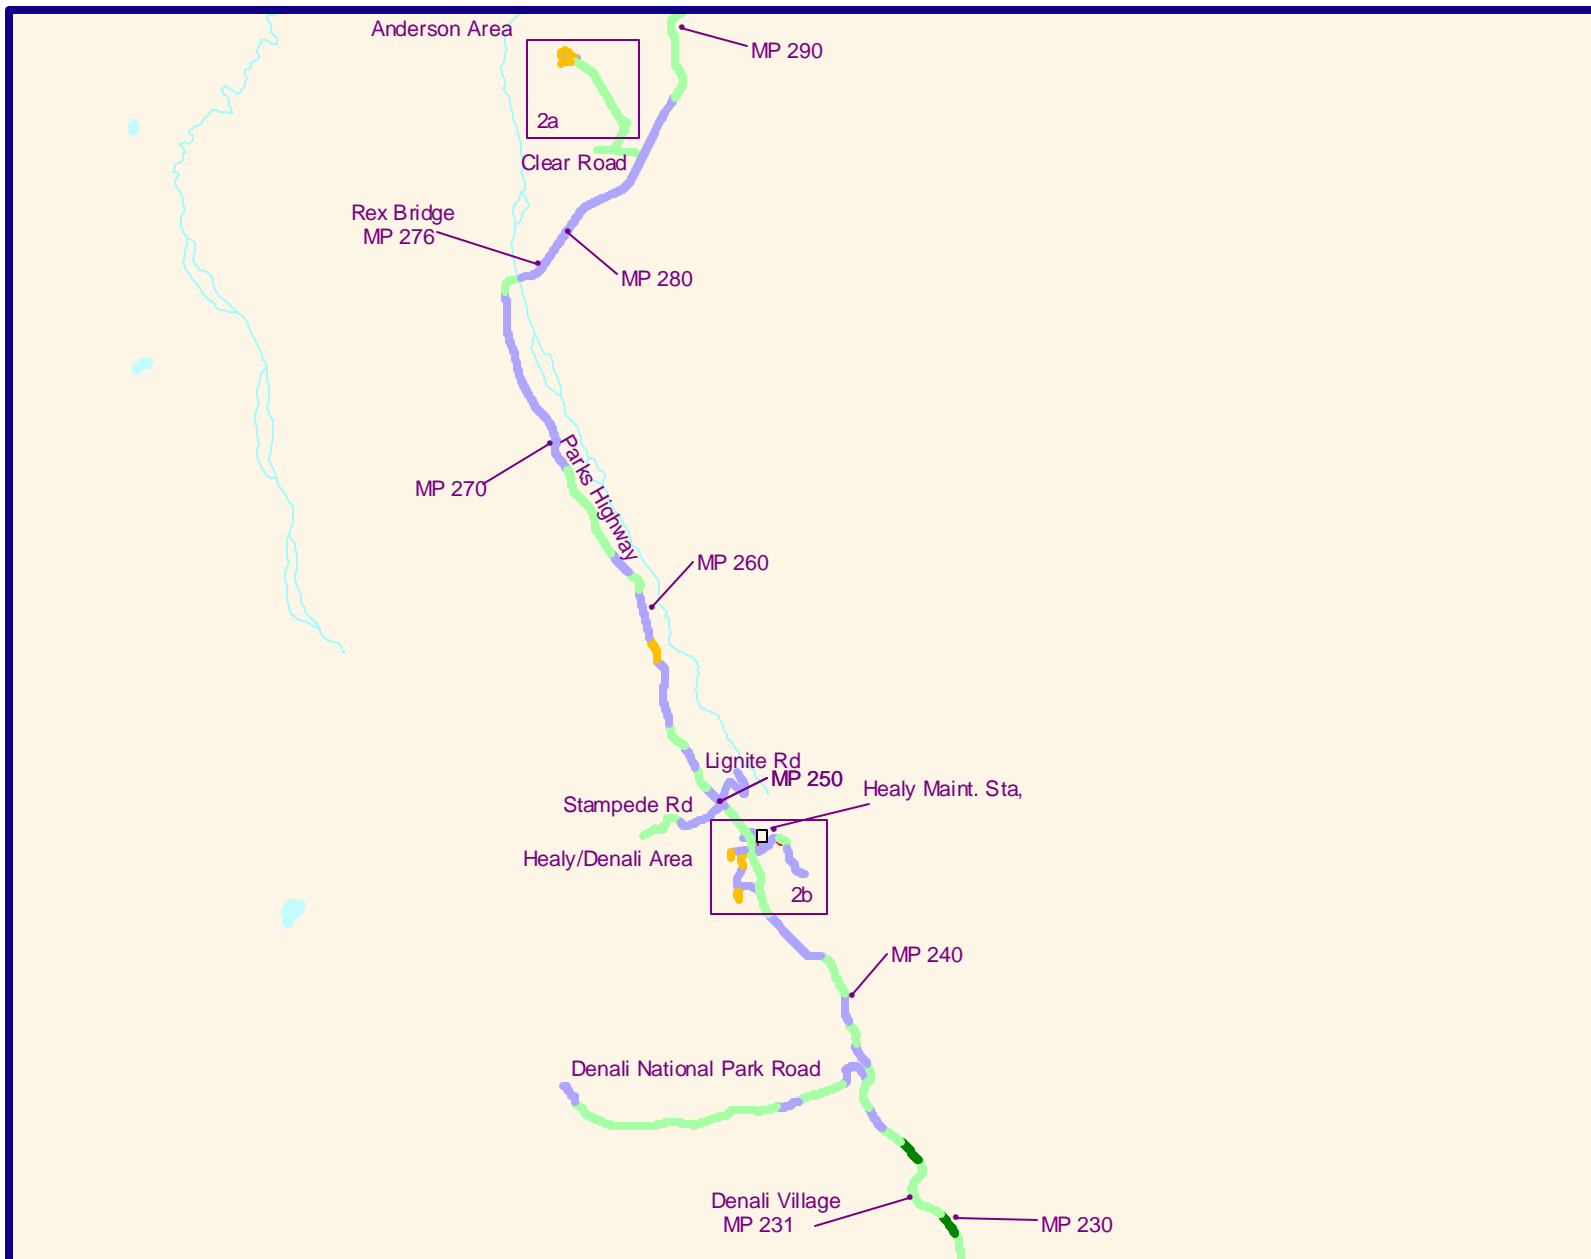 Anderson Area
MP 290
2a
Clear Road
Rex Bridge
MP 276
MP 280
Parks Highway
MP 270
MP 260
Lignite Rd
MP 250
Healy Maint. Sta,
Stampede Rd
Healy/Denali Area
2b
MP 240
Denali National Park Road
Denali Village
MP 231
MP 230